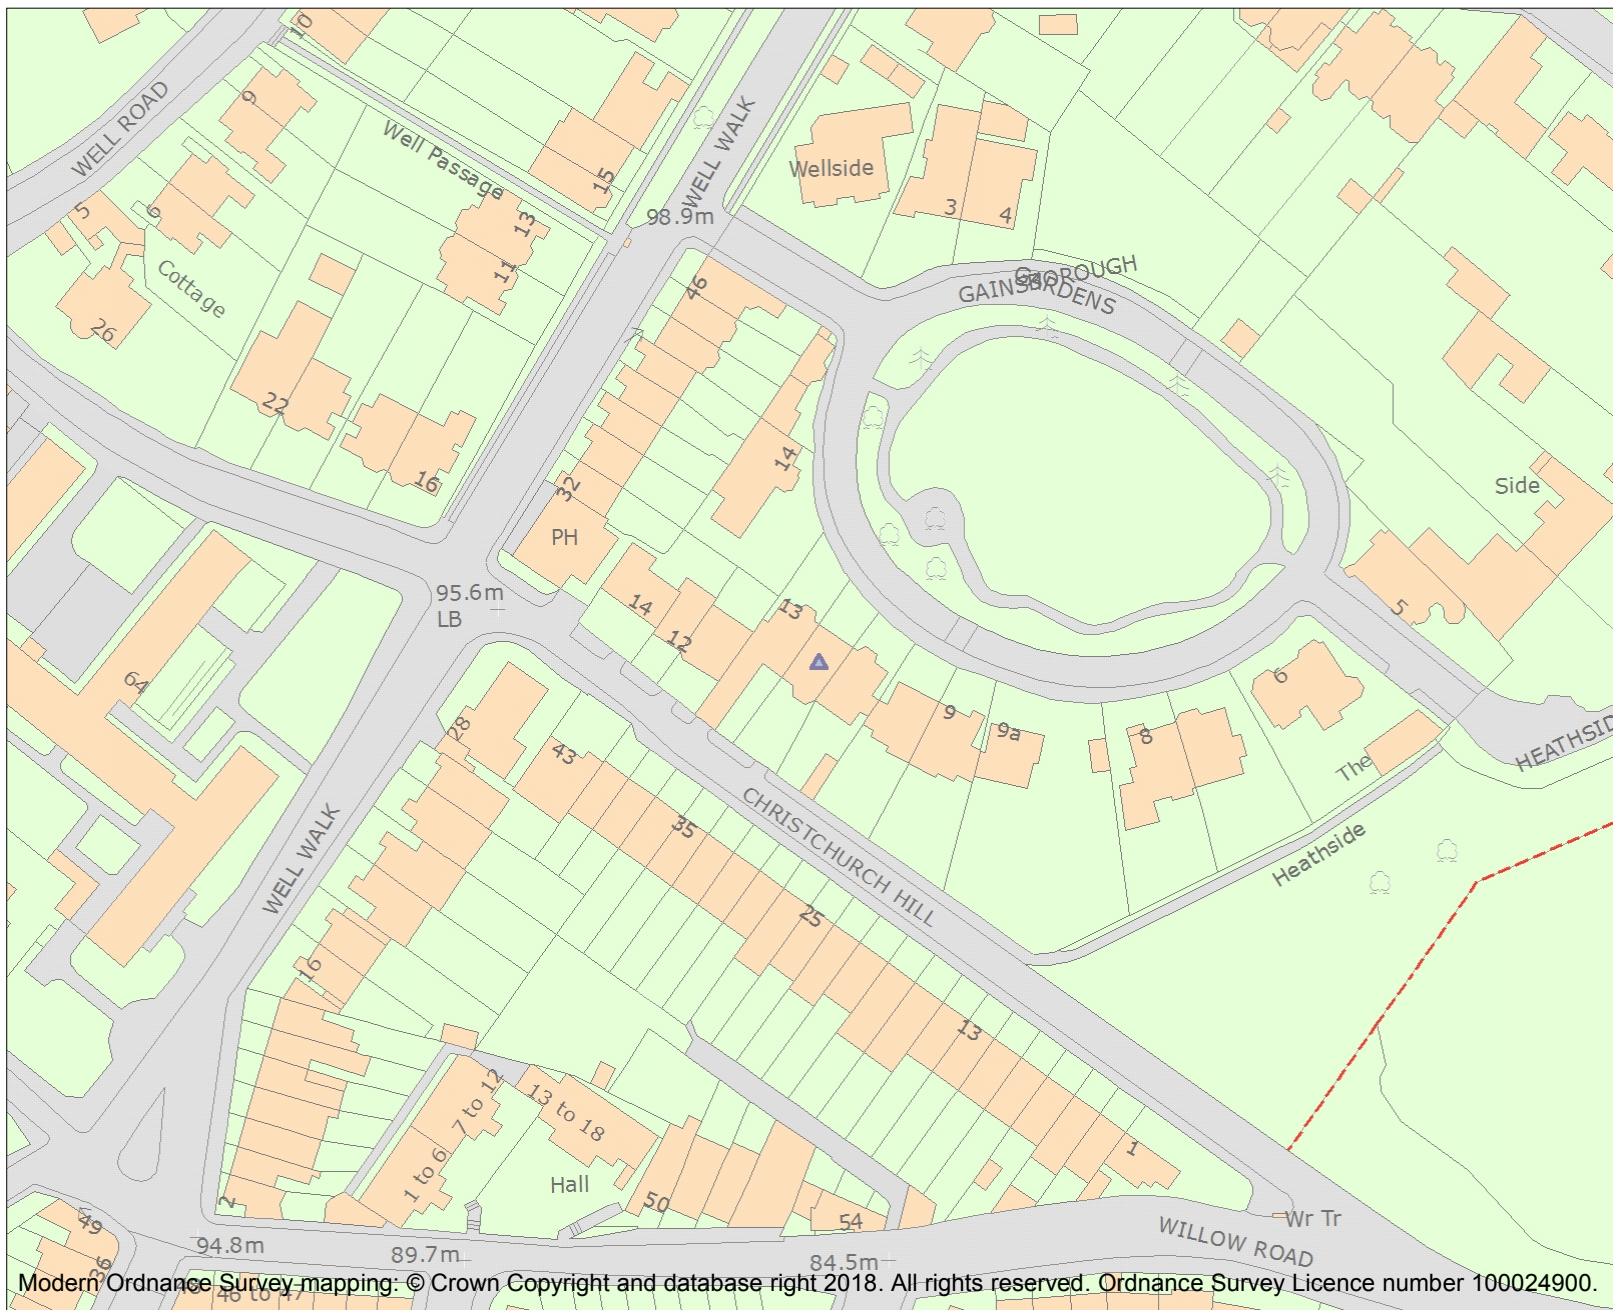 10
9
WELL ROAD
Well Passage
15
WELL WALK
98.9m
Wellside
3
4
5
6
Cottage
26
13
11
46
GAINSBOROUGH
GARDENS
22
16
32
PH
14
Side
5
95.6m
LB
14
12
13
64
28
43
9
9a
8
6
The
HEATHSID
Heathside
35
CHRISTCHURCH HILL
WELL WALK
25
16
13
7 to 12
13 to 18
1 to 6
1
Hall
2
50
54
49
36
94.8m
89.7m
84.5m
Wr Tr
WILLOW ROAD
46 to 47
Modern Ordnance Survey mapping: © Crown Copyright and database right 2018. All rights reserved. Ordnance Survey Licence number 100024900.